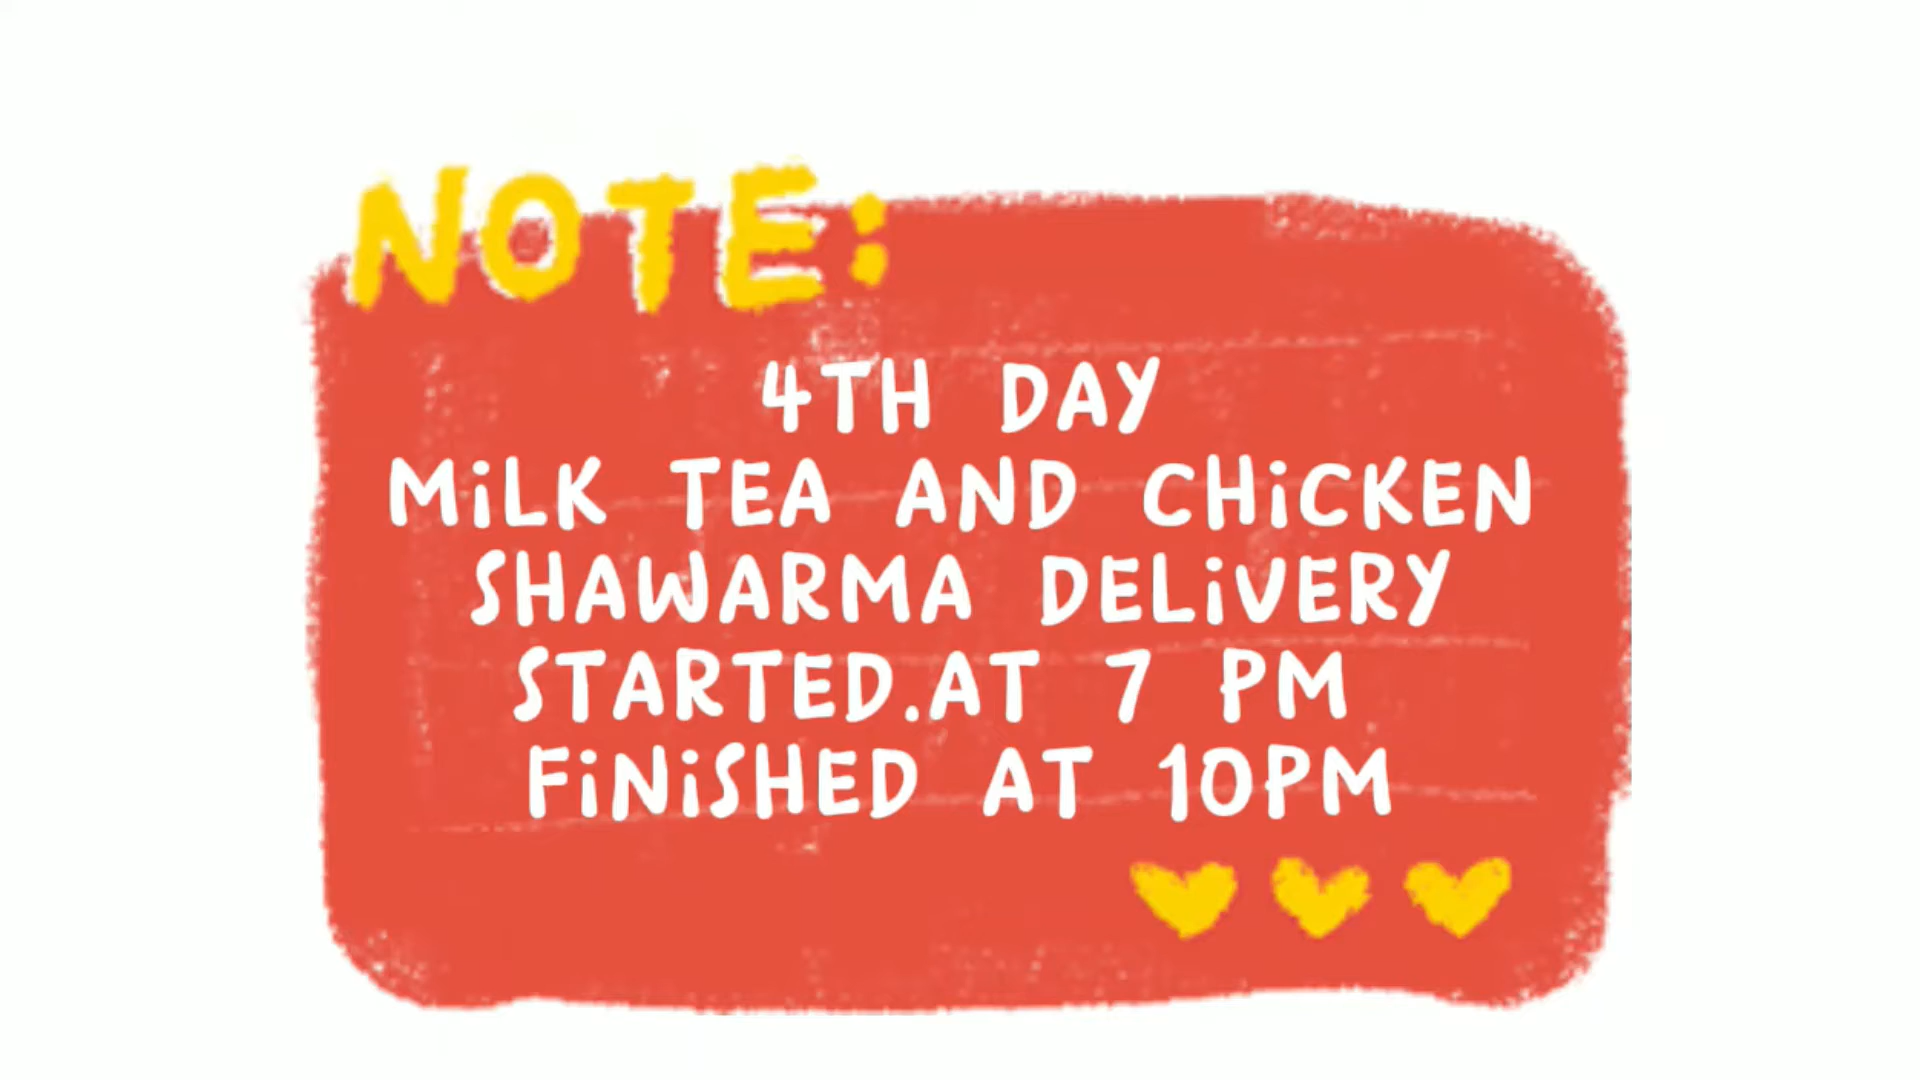 NOTE:
4TH DAY
MiLK TEA AND CHiCKEN
SHAWARMA DELiVERY
STARTED.AT 7 PM
FiNiSHED AT 10PM